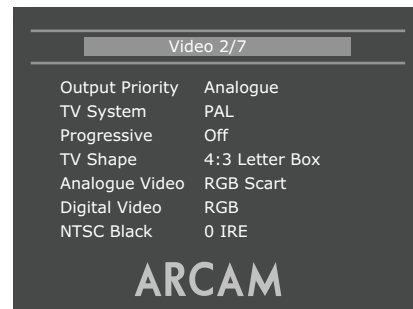 Video 2/7
Output Priority Analogue
TV System PAL
Progressive Off
TV Shape 4:3 Letter Box
Analogue Video RGB Scart
Digital Video RGB
NTSC Black 0 IRE
ARCAM